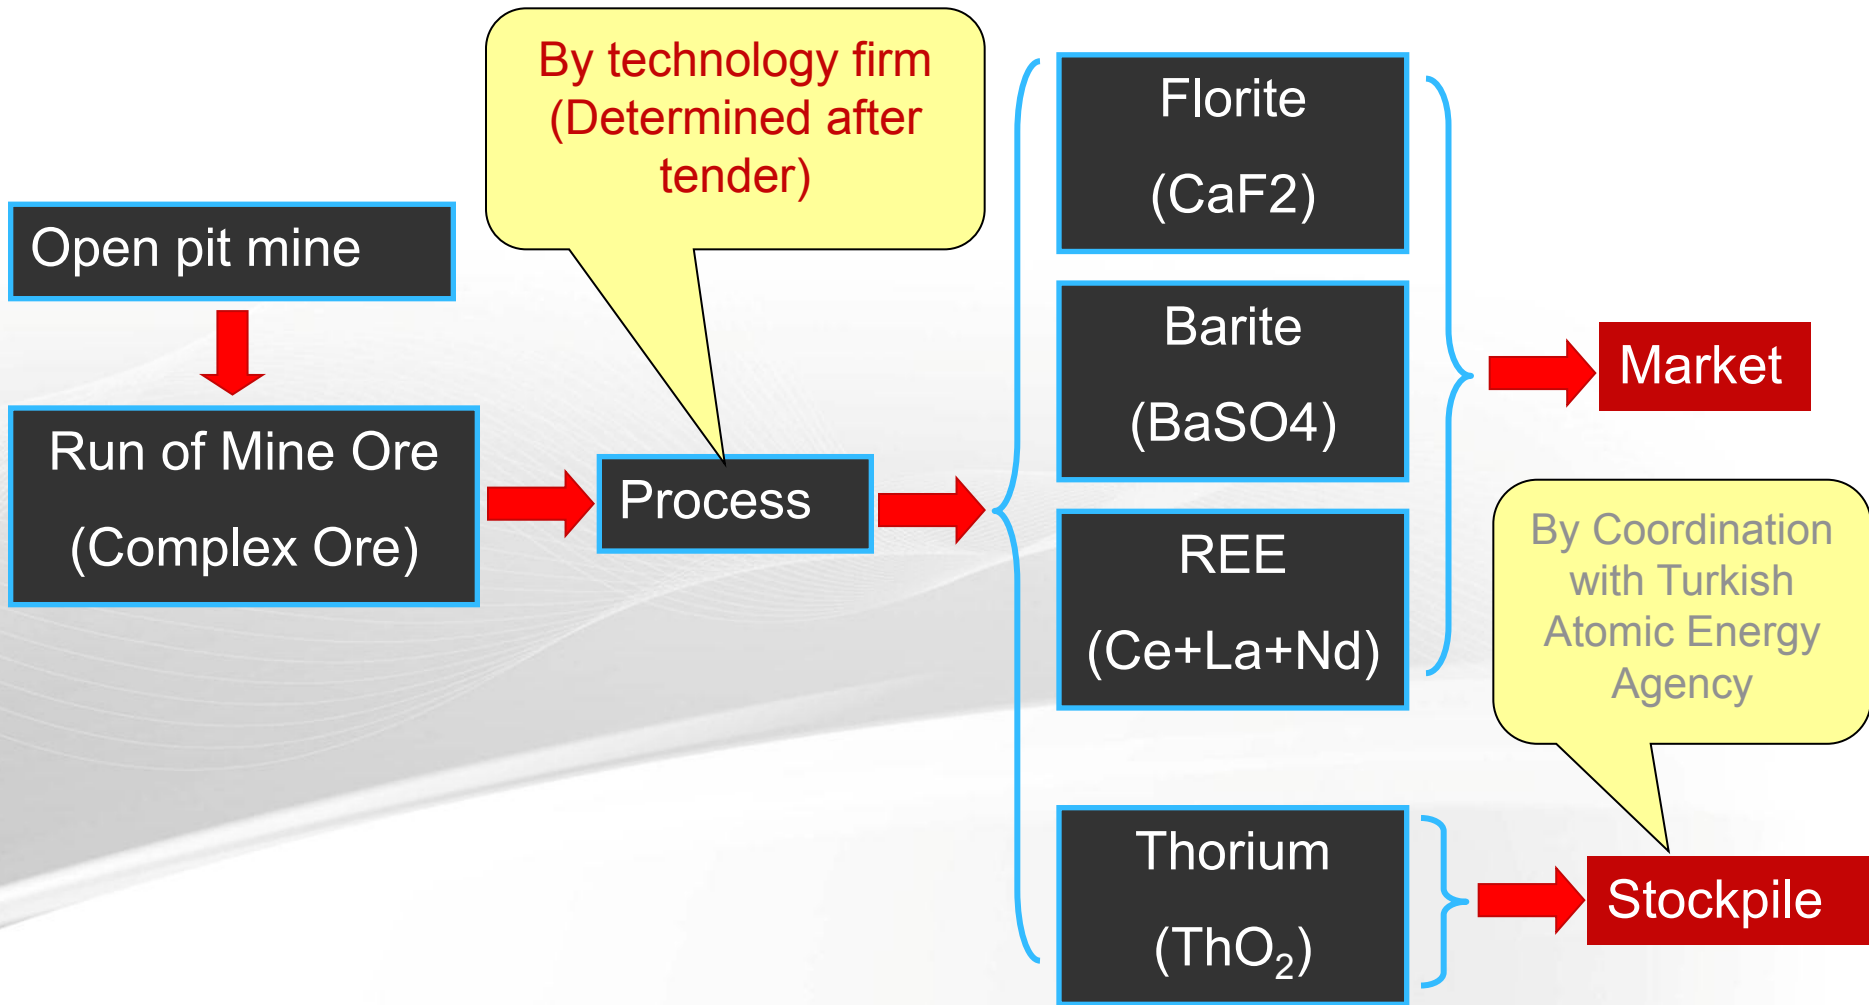 By technology firm
(Determined after
tender)
Open pit mine
Run of Mine Ore
(Complex Ore)
Process
Florite
(CaF2)
Barite
(BaSO4)
REE
(Ce+La+Nd)
Thorium
(ThO₂)
Market
By Coordination
with Turkish
Atomic Energy
Agency
Stockpile